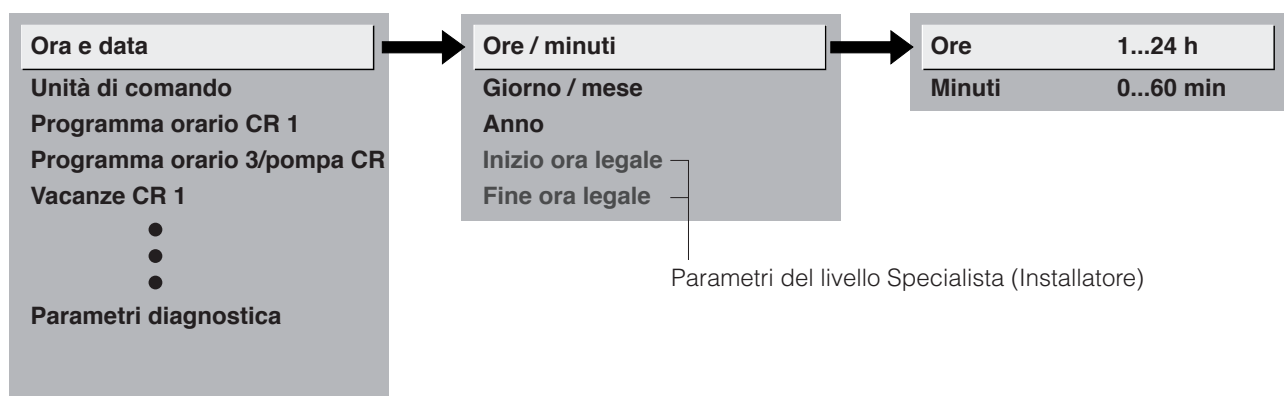 Ora e data
Unità di comando
Programma orario CR 1
Programma orario 3/pompa CR
Vacanze CR 1
Parametri diagnostica
Ore / minuti
Giorno / mese
Anno
Inizio ora legale
Fine ora legale
Parametri del livello Specialista (Installatore)
Ore 1...24 h
Minuti 0...60 min